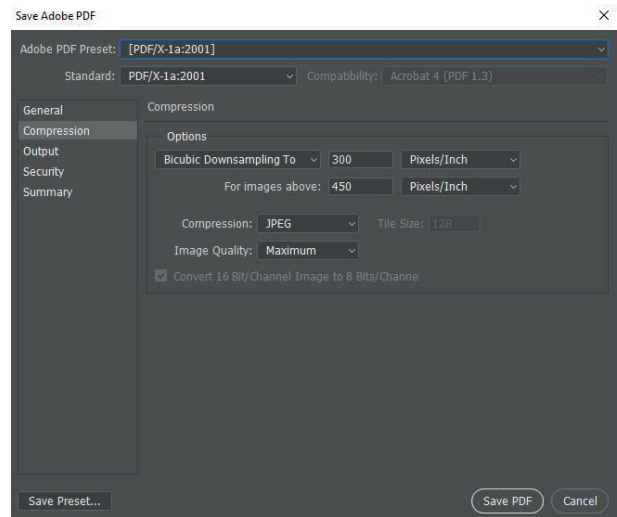 Save Adobe PDF
Adobe PDF Preset: [PDF/X-1a:2001]
Standard: PDF/X-1a:2001 Compatibility: Acrobat 4 (PDF 1.3)
General
Compression
Output
Security
Summary
Compression
Options
Bicubic Downsampling To 300 Pixels/Inch
For images above: 450 Pixels/Inch
Compression: JPEG Tile Size: 128
Image Quality: Maximum
Convert 16 Bit/Channel Image to 8 Bits/Channe
Save Preset... Save PDF Cancel